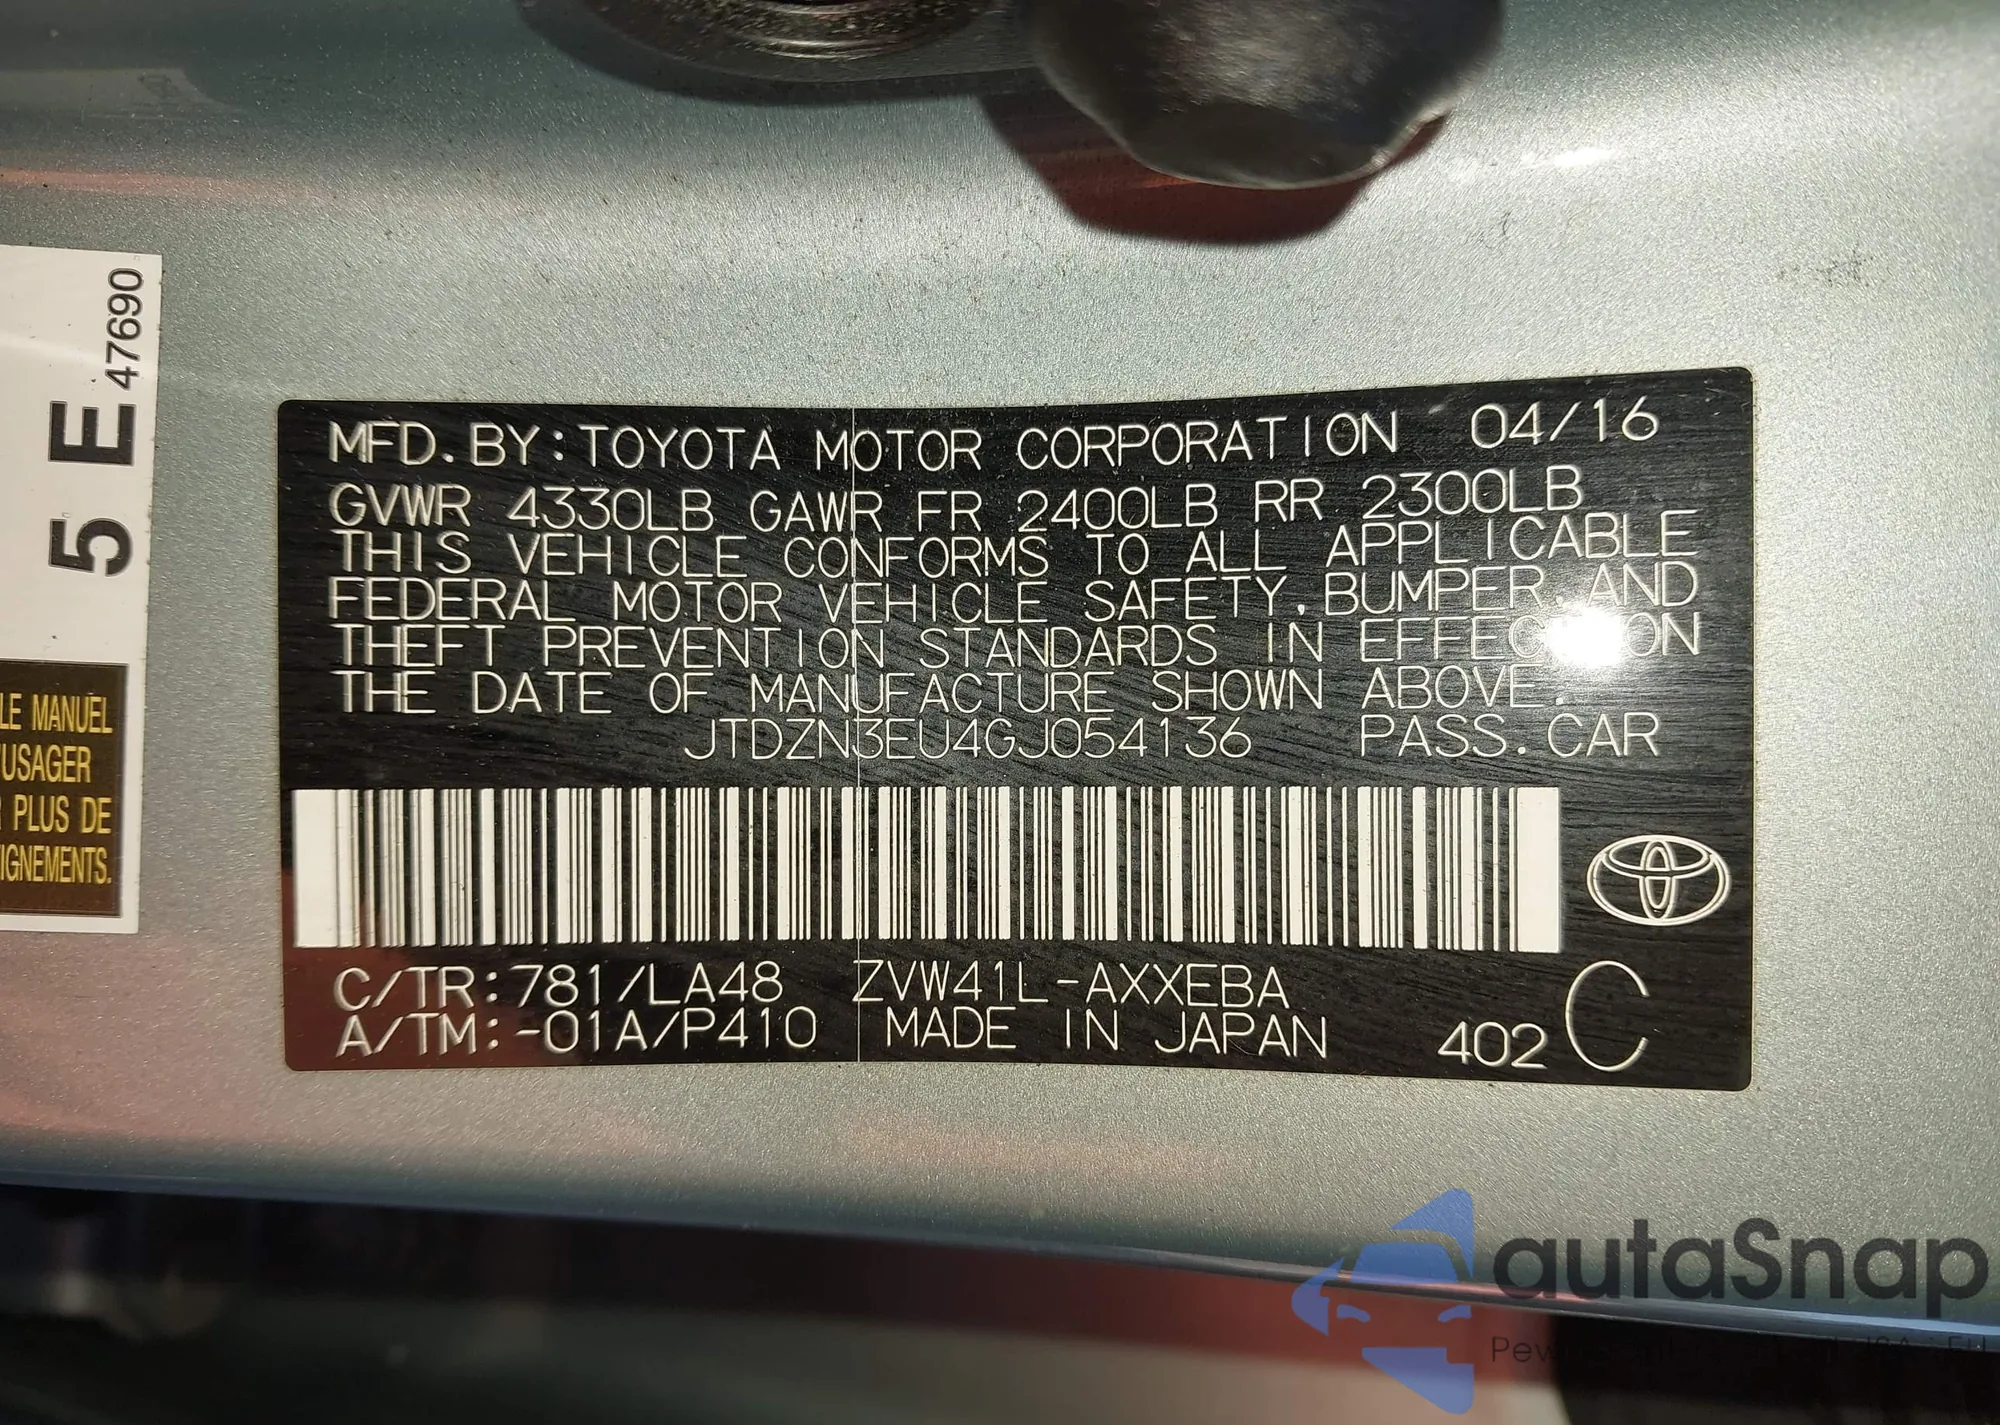 5 E 47690
LE MANUEL
USAGER
PLUS DE
IGNEMENTS.
MFD.BY:TOYOTA MOTOR CORPORATION 04/16
GVWR 4330LB GAWR FR 2400LB RR 2300LB
THIS VEHICLE CONFORMS TO ALL APPLICABLE
FEDERAL MOTOR VEHICLE SAFETY,BUMPER,AND
THEFT PREVENTION STANDARDS IN EFFECT ON
THE DATE OF MANUFACTURE SHOWN ABOVE.
JTDZN3EU4GJ054136 PASS.CAR
C/TR:781/LA48 ZVW41L-AXXEBA
A/TM:-01A/P410 MADE IN JAPAN 402 C
autaSnap